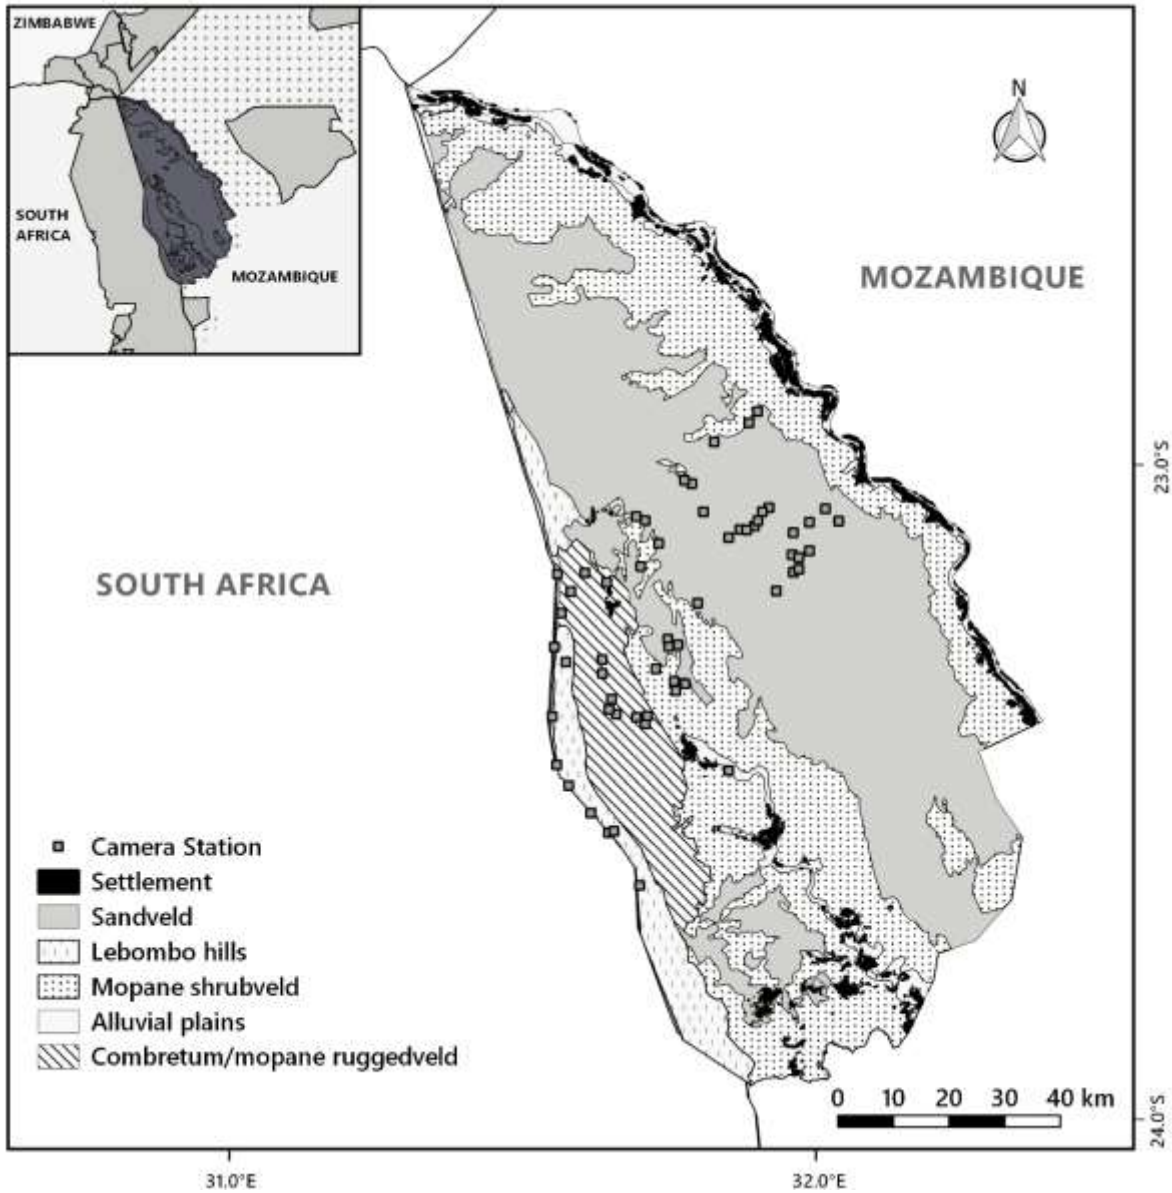 ZIMBABWE
SOUTH
AFRICA
MOZAMBIQUE
N
MOZAMBIQUE
SOUTH AFRICA
23.0°S
Camera Station
Settlement
Sandveld
Lebombo hills
Mopane shrubveld
Alluvial plains
Combretum/mopane ruggedveld
0 10 20 30 40 km
24.0°S
31.0°E 32.0°E